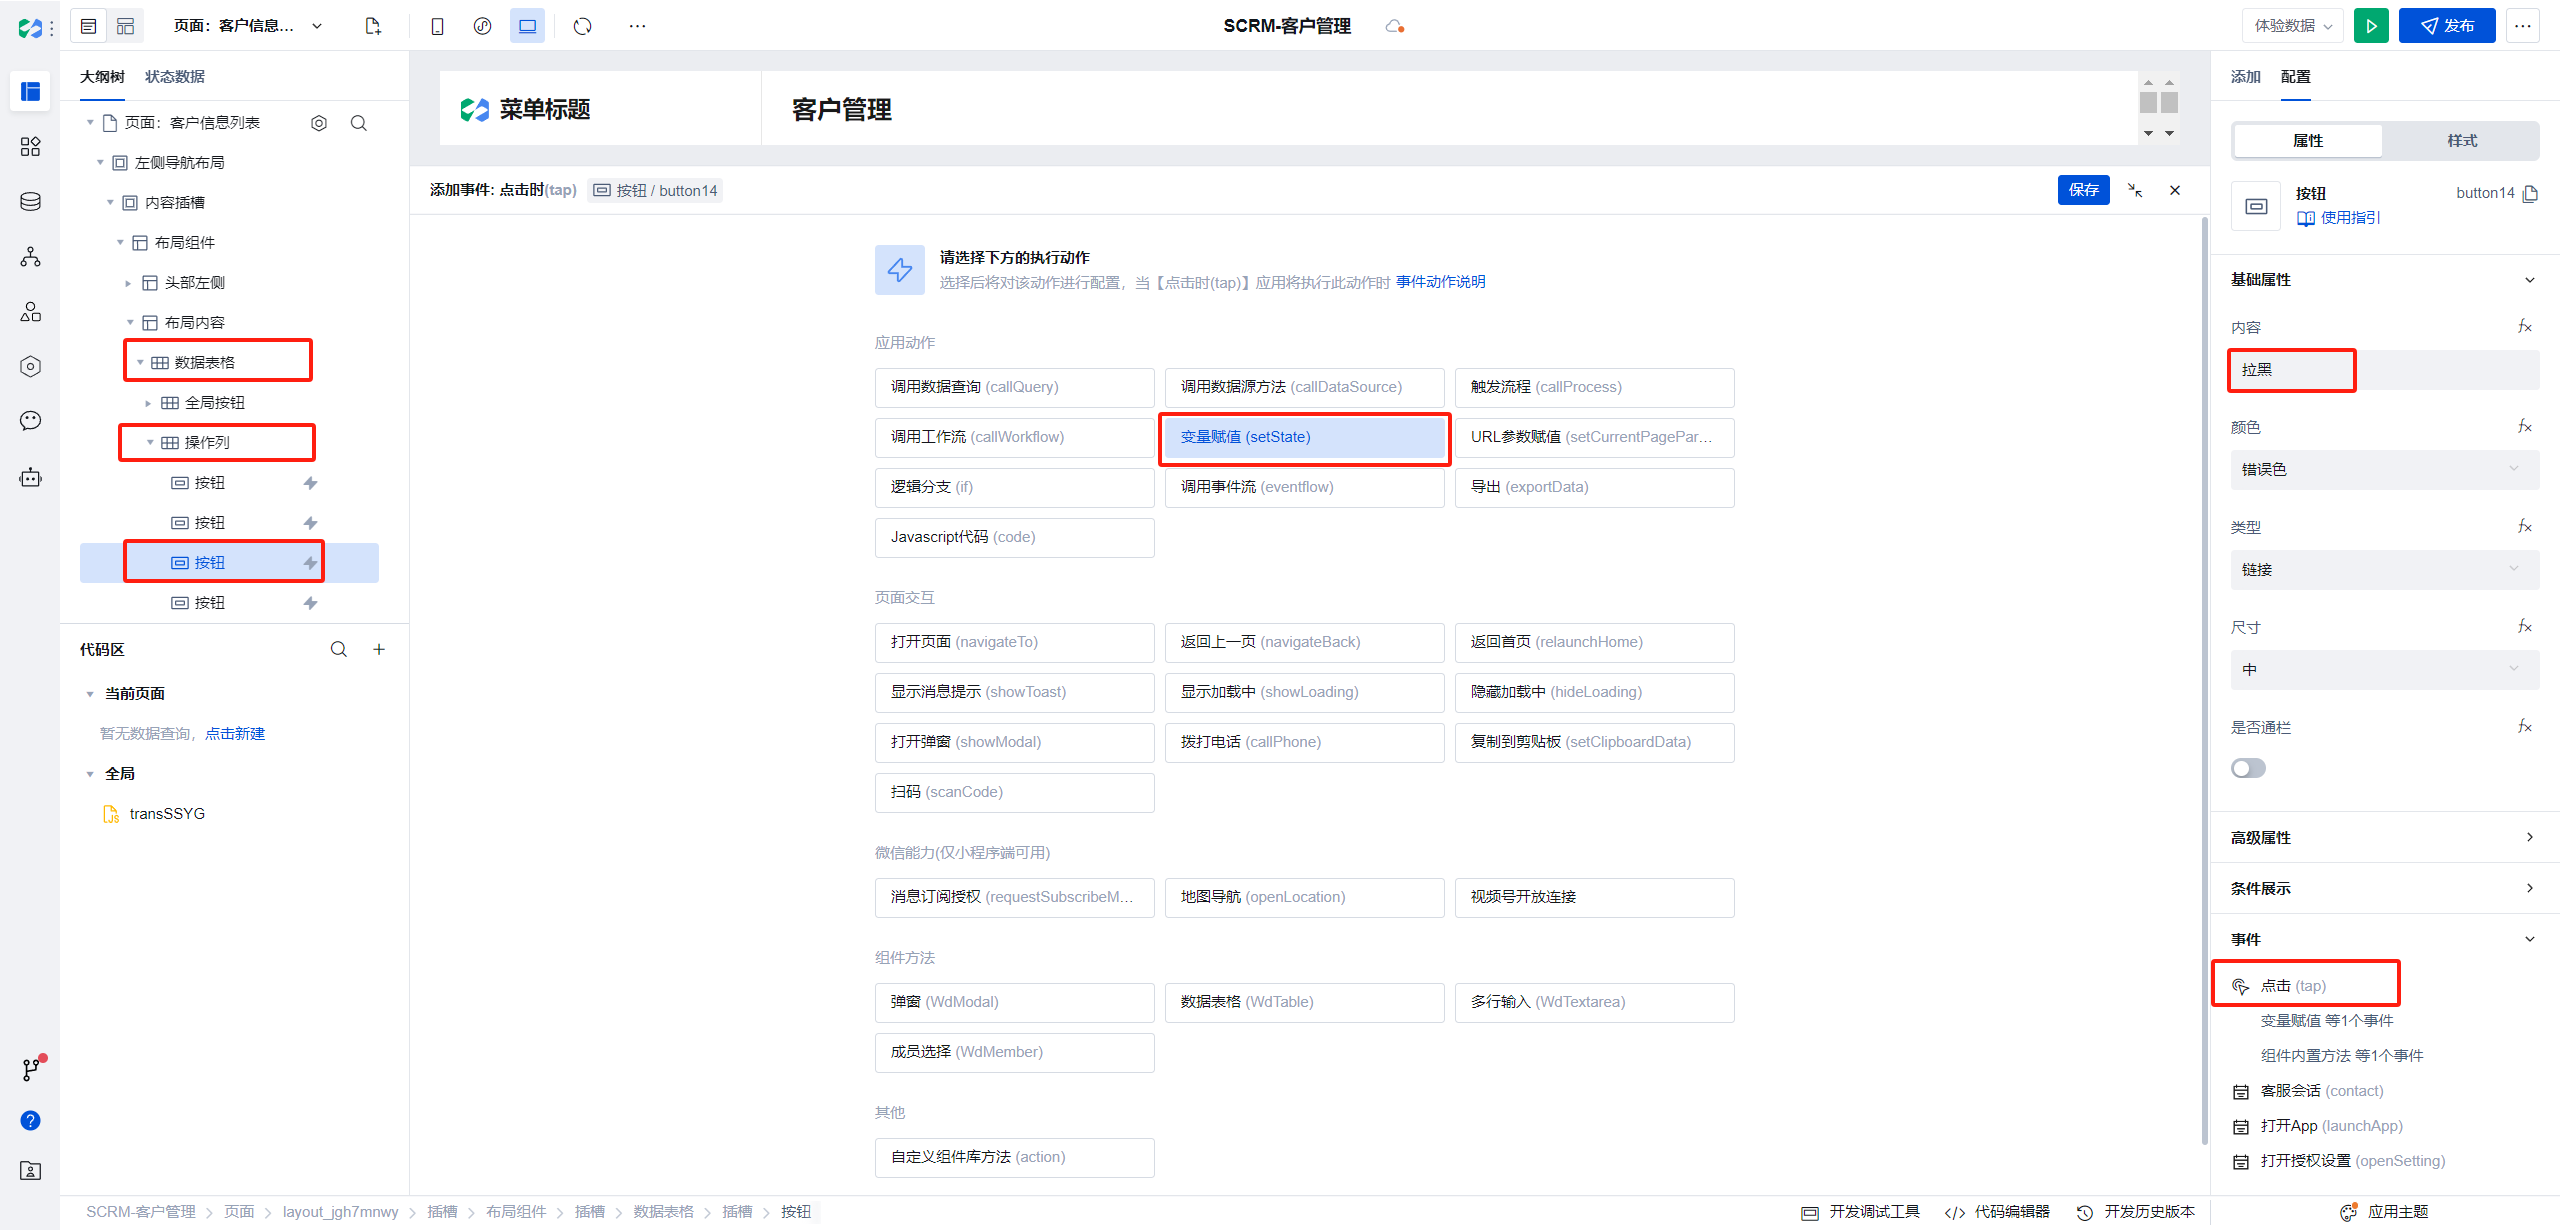 页面：客户信息...
SCRM-客户管理
体验数据
发布
大纲树 状态数据
页面：客户信息列表
左侧导航布局
内容插槽
布局组件
头部左侧
布局内容
数据表格
全局按钮
操作列
按钮
按钮
按钮
按钮
代码区
当前页面
暂无数据查询，点击新建
全局
transSSYG
菜单标题
客户管理
添加事件: 点击时(tap) 按钮 / button14
保存
请选择下方的执行动作
选择后将对该动作进行配置，当【点击时(tap)】应用将执行此动作时 事件动作说明
应用动作
调用数据查询 (callQuery) 调用数据源方法 (callDataSource) 触发流程 (callProcess)
调用工作流 (callWorkflow) 变量赋值 (setState) URL参数赋值 (setCurrentPagePar...
逻辑分支 (if) 调用事件流 (eventflow) 导出 (exportData)
Javascript代码 (code)
页面交互
打开页面 (navigateTo) 返回上一页 (navigateBack) 返回首页 (relaunchHome)
显示消息提示 (showToast) 显示加载中 (showLoading) 隐藏加载中 (hideLoading)
打开弹窗 (showModal) 拨打电话 (callPhone) 复制到剪贴板 (setClipboardData)
扫码 (scanCode)
微信能力(仅小程序端可用)
消息订阅授权 (requestSubscribeM... 地图导航 (openLocation) 视频号开放连接
组件方法
弹窗 (WdModal) 数据表格 (WdTable) 多行输入 (WdTextarea)
成员选择 (WdMember)
其他
自定义组件库方法 (action)
添加 配置
属性 样式
按钮 button14
使用指引
基础属性
内容 fx
拉黑
颜色 fx
错误色
类型 fx
链接
尺寸 fx
中
是否通栏 fx
高级属性
条件展示
事件
点击 (tap)
变量赋值 等1个事件
组件内置方法 等1个事件
客服会话 (contact)
打开App (launchApp)
打开授权设置 (openSetting)
SCRM-客户管理 > 页面 > layout_jgh7mnwy > 插槽 > 布局组件 > 插槽 > 数据表格 > 插槽 > 按钮
开发调试工具 代码编辑器 开发历史版本 应用主题